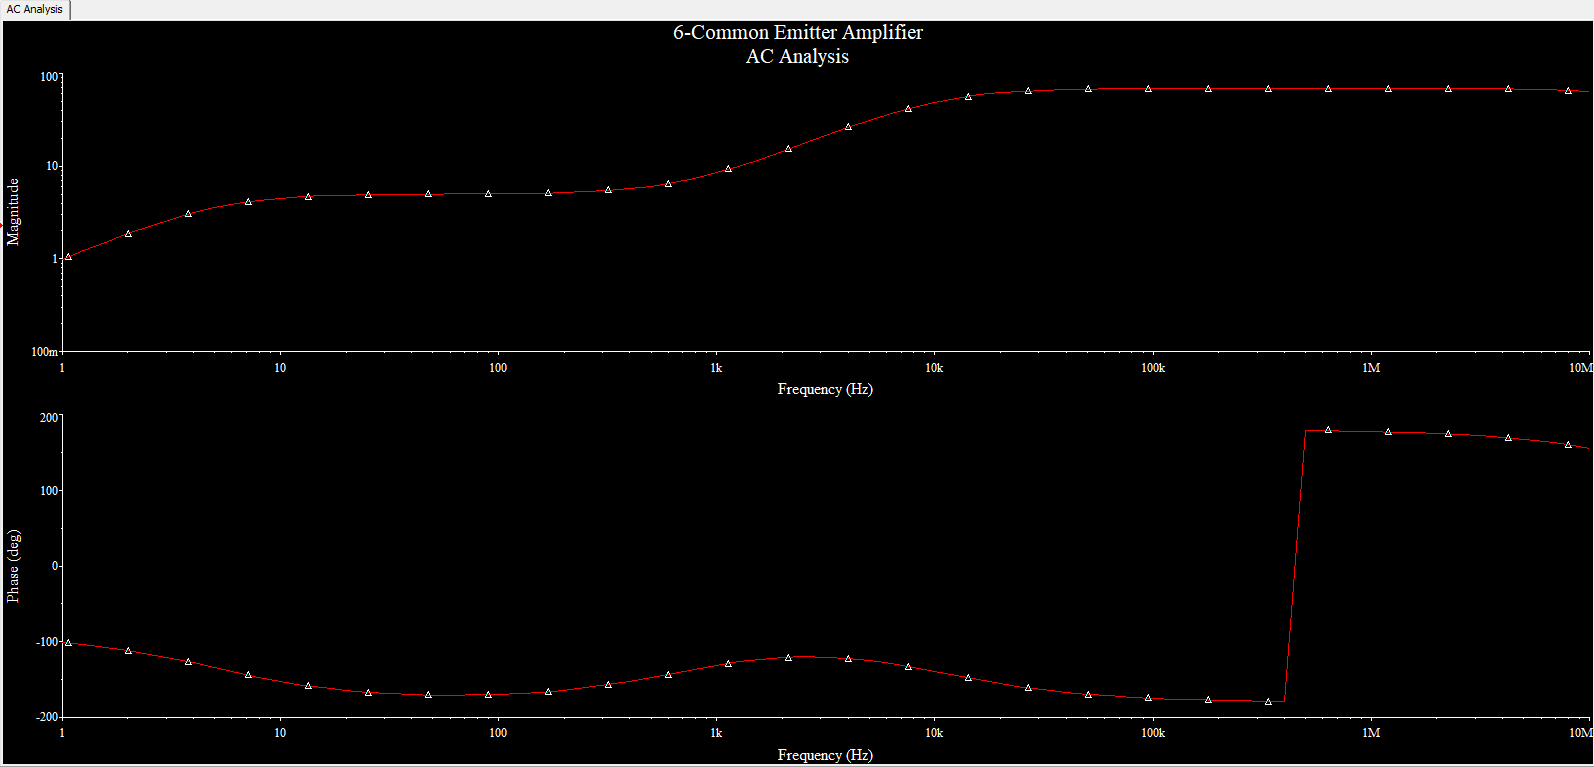 AC Analysis
6-Common Emitter Amplifier
AC Analysis
100
10
1
100m
Magnitude
1 10 100 1k 10k 100k 1M 10M
Frequency (Hz)
200
100
0
-100
-200
Phase (deg)
1 10 100 1k 10k 100k 1M 10M
Frequency (Hz)